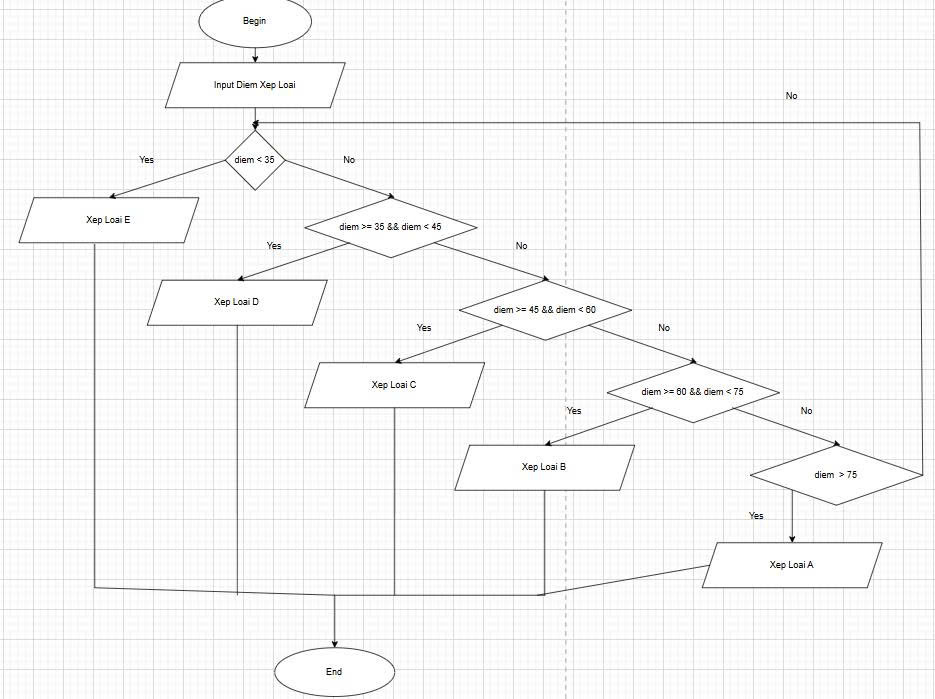 Begin
Input Diem Xep Loai
No
diem < 35
Yes
No
Xep Loai E
diem >= 35 && diem < 45
Yes
No
Xep Loai D
diem >= 45 && diem < 60
Yes
No
Xep Loai C
diem >= 60 && diem < 75
Yes
No
Xep Loai B
diem > 75
Yes
Xep Loai A
End